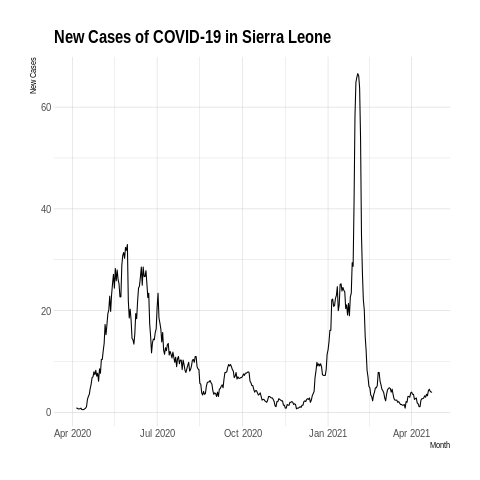 New Cases of COVID-19 in Sierra Leone
New Cases
60
40
20
0
Apr 2020 Jul 2020 Oct 2020 Jan 2021 Apr 2021
Month